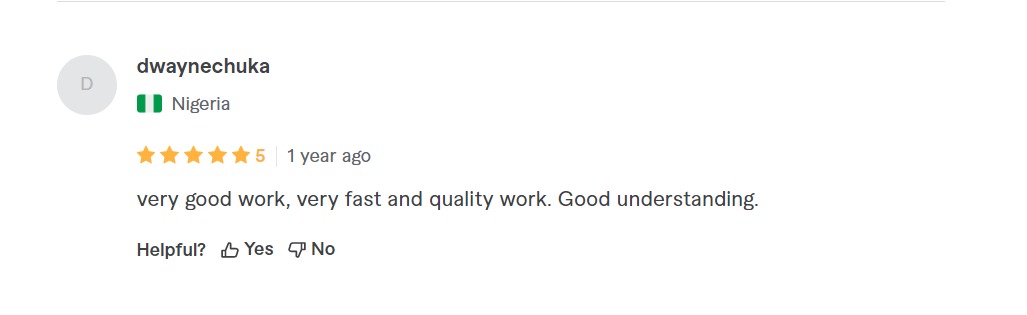 D
dwaynechuka
Nigeria
5 1 year ago
very good work, very fast and quality work. Good understanding.
Helpful? Yes No